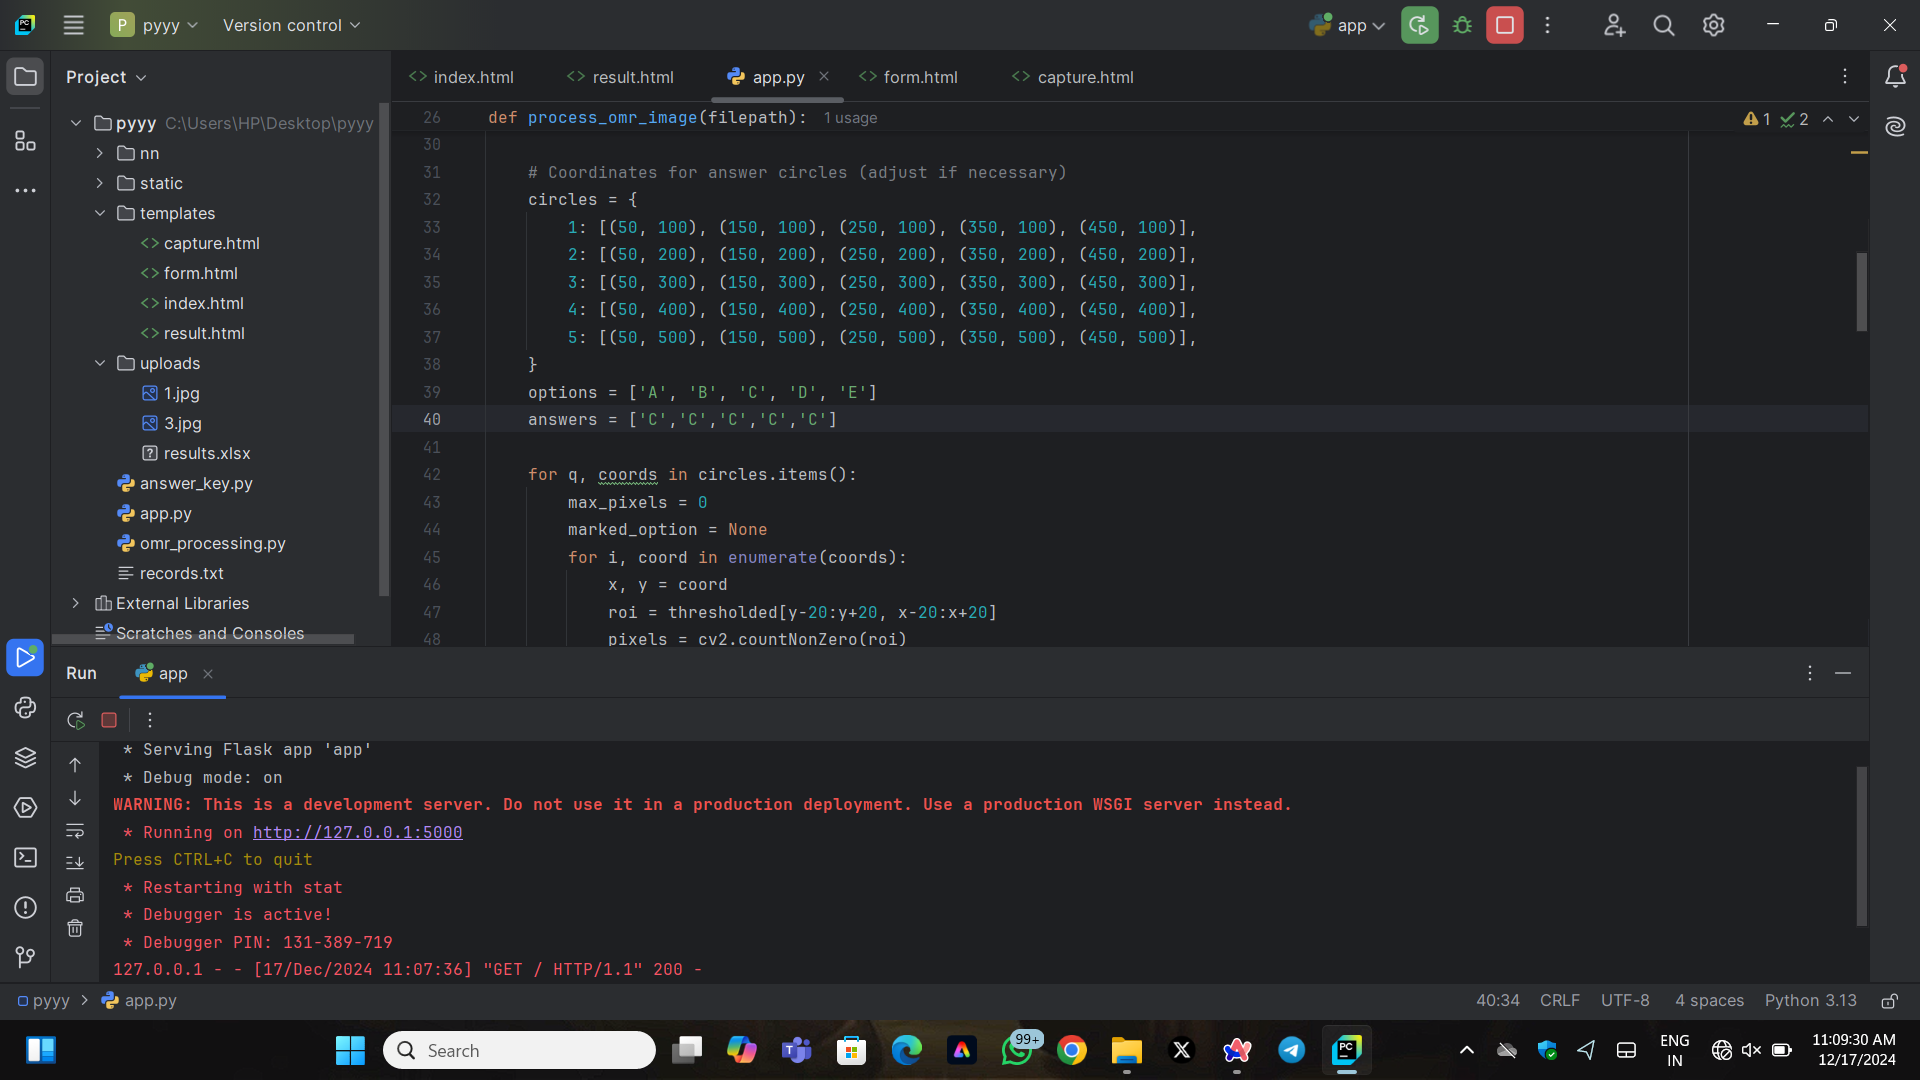 P pyyy Version control app
Project
pyyy C:\Users\HP\Desktop\pyyy
nn
static
templates
capture.html
form.html
index.html
result.html
uploads
1.jpg
3.jpg
results.xlsx
answer_key.py
app.py
omr_processing.py
records.txt
External Libraries
Scratches and Consoles
index.html result.html app.py form.html capture.html
26 def process_omr_image(filepath): 1 usage
1 2
30
31 # Coordinates for answer circles (adjust if necessary)
32 circles = {
33 1: [(50, 100), (150, 100), (250, 100), (350, 100), (450, 100)],
34 2: [(50, 200), (150, 200), (250, 200), (350, 200), (450, 200)],
35 3: [(50, 300), (150, 300), (250, 300), (350, 300), (450, 300)],
36 4: [(50, 400), (150, 400), (250, 400), (350, 400), (450, 400)],
37 5: [(50, 500), (150, 500), (250, 500), (350, 500), (450, 500)],
38 }
39 options = ['A', 'B', 'C', 'D', 'E']
40 answers = ['C','C','C','C','C']
41
42 for q, coords in circles.items():
43 max_pixels = 0
44 marked_option = None
45 for i, coord in enumerate(coords):
46 x, y = coord
47 roi = thresholded[y-20:y+20, x-20:x+20]
48 pixels = cv2.countNonZero(roi)
Run app
* Serving Flask app 'app'
* Debug mode: on
WARNING: This is a development server. Do not use it in a production deployment. Use a production WSGI server instead.
* Running on http://127.0.0.1:5000
Press CTRL+C to quit
* Restarting with stat
* Debugger is active!
* Debugger PIN: 131-389-719
127.0.0.1 - - [17/Dec/2024 11:07:36] "GET / HTTP/1.1" 200 -
pyyy app.py 40:34 CRLF UTF-8 4 spaces Python 3.13
Search
99+
ENG
IN
11:09:30 AM
12/17/2024